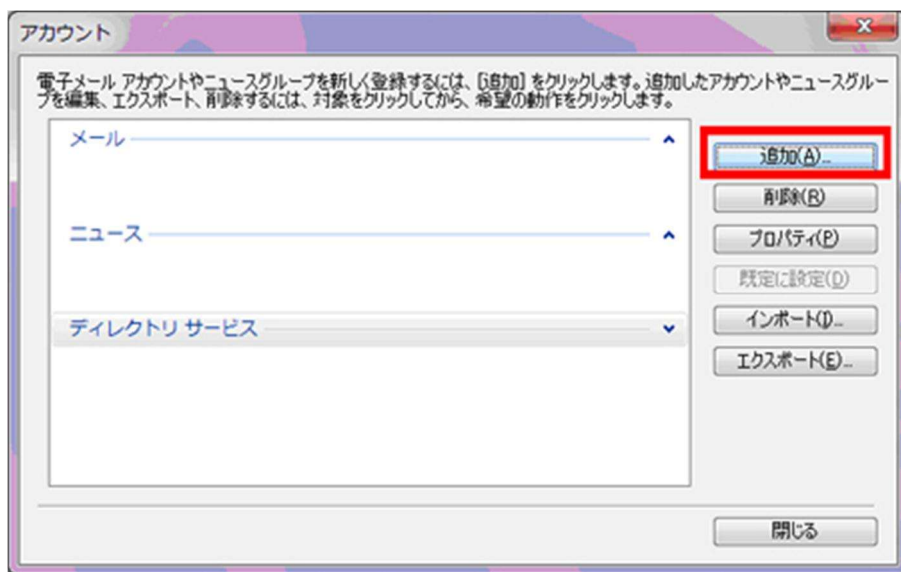 アカウント
電子メール アカウントやニュースグループを新しく登録するには、[追加] をクリックします。追加したアカウントやニュースグルー
プを編集、エクスポート、削除するには、対象をクリックしてから、希望の動作をクリックします。
メール
追加(A)...
削除(R)
ニュース
プロパティ(P)
既定に設定(D)
ディレクトリ サービス
インポート(I)...
エクスポート(E)...
閉じる